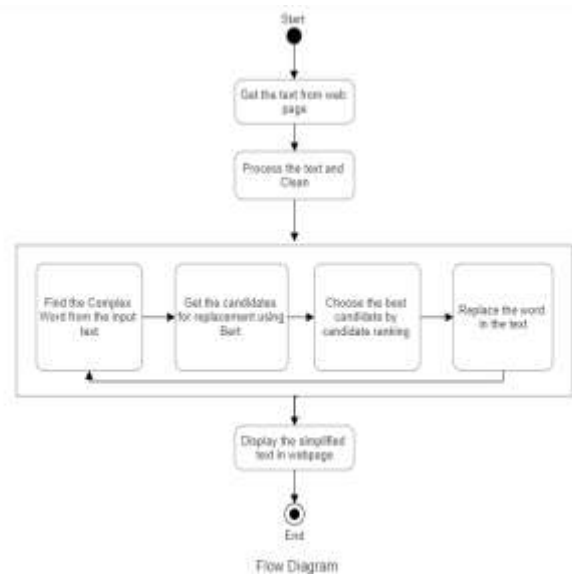 Start
Get the text from web
page
Process the text and
Clean
Find the Complex
Word from the input
text
Get the candidates
for replacement using
Bert
Choose the best
candidate by
candidate ranking
Replace the word
in the text
Display the simplified
text in webpage
End
Flow Diagram